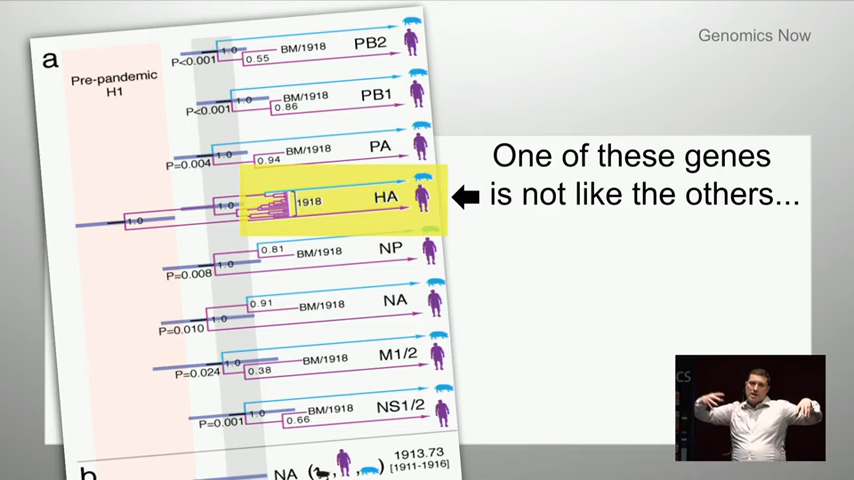 Genomics Now
a
Pre-pandemic
H1
1.0
BM/1918
PB2
P<0.001
0.55
1.0
BM/1918
PB1
P<0.001
0.86
1.0
BM/1918
PA
P=0.004
0.94
One of these genes
is not like the others...
1.0
1918
HA
1.0
0.81
BM/1918
NP
P=0.008
1.0
0.91
BM/1918
NA
P=0.010
1.0
1.0
BM/1918
M1/2
P=0.024
0.38
1.0
BM/1918
NS1/2
P=0.001
0.66
b
NA
(
,
,
)
1913.73
[1911-1916]
CS